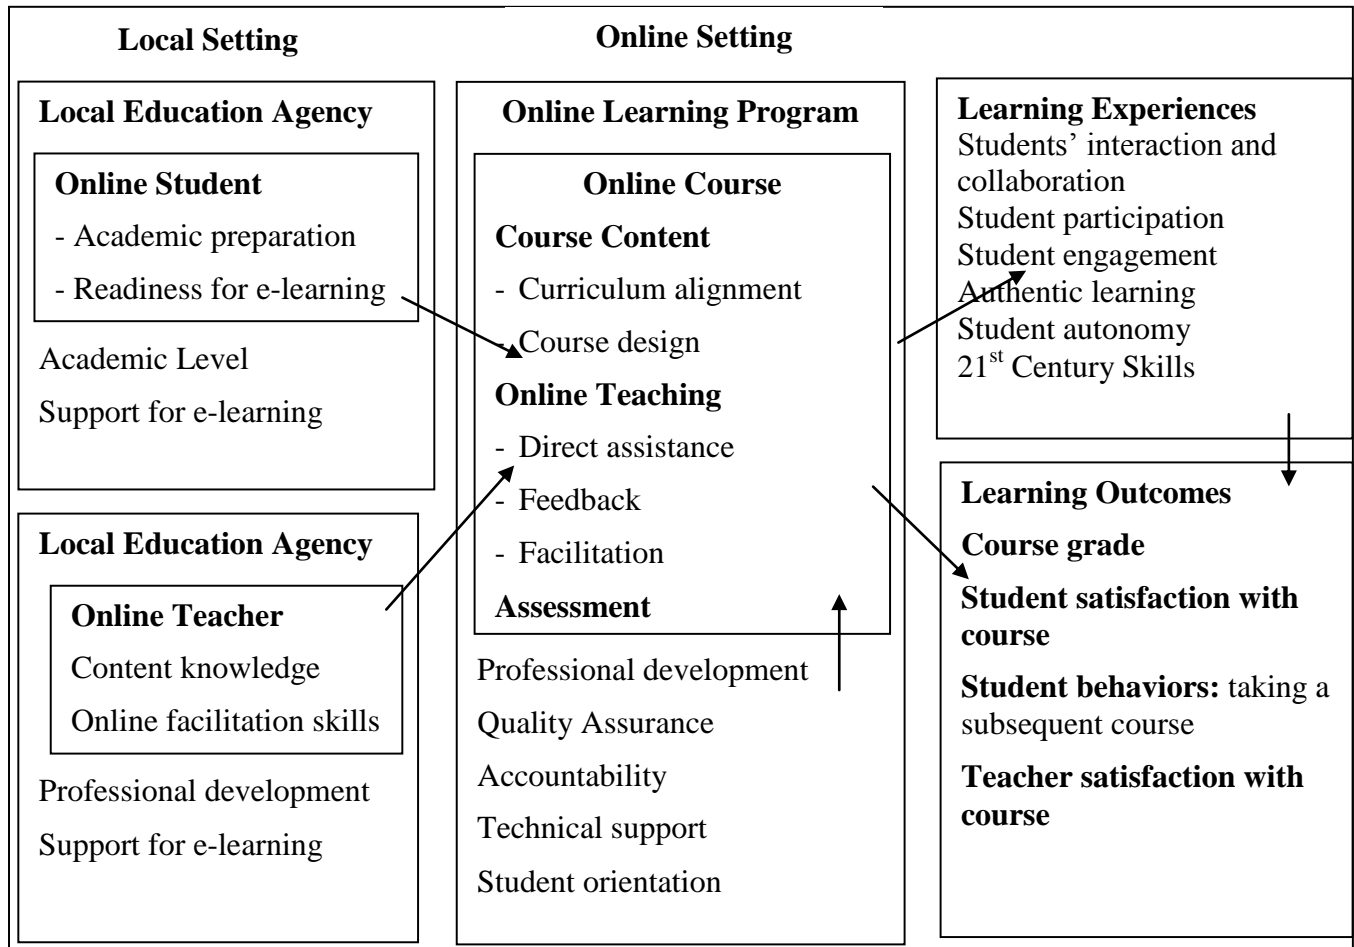 Local Setting
Online Setting
Local Education Agency
Online Student
- Academic preparation
- Readiness for e-learning
Academic Level
Support for e-learning
Local Education Agency
Online Teacher
Content knowledge
Online facilitation skills
Professional development
Support for e-learning
Online Learning Program
Online Course
Course Content
- Curriculum alignment
- Course design
Online Teaching
- Direct assistance
- Feedback
- Facilitation
Assessment
Professional development
Quality Assurance
Accountability
Technical support
Student orientation
Learning Experiences
Students’ interaction and
collaboration
Student participation
Student engagement
Authentic learning
Student autonomy
21st Century Skills
Learning Outcomes
Course grade
Student satisfaction with
course
Student behaviors: taking a
subsequent course
Teacher satisfaction with
course